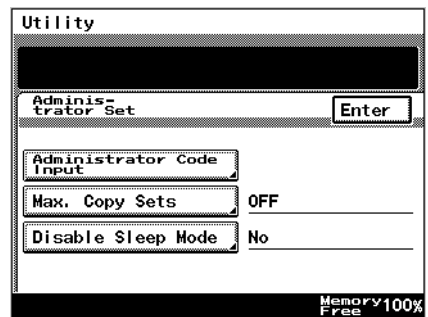 Utility
Adminis-
trator Set
Enter
Administrator Code
Input
Max. Copy Sets
OFF
Disable Sleep Mode
No
Memory
Free 100%